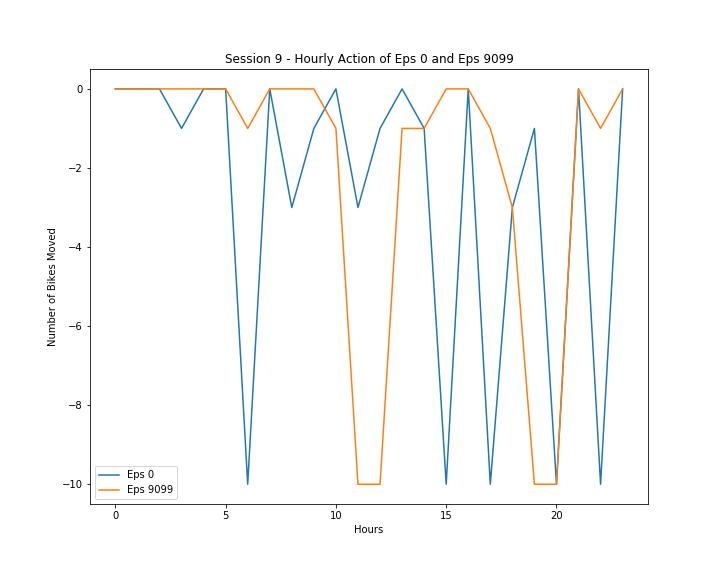 Session 9 - Hourly Action of Eps 0 and Eps 9099
0
−2
−4
−6
−8
−10
Number of Bikes Moved
Eps 0
Eps 9099
0 5 10 15 20
Hours